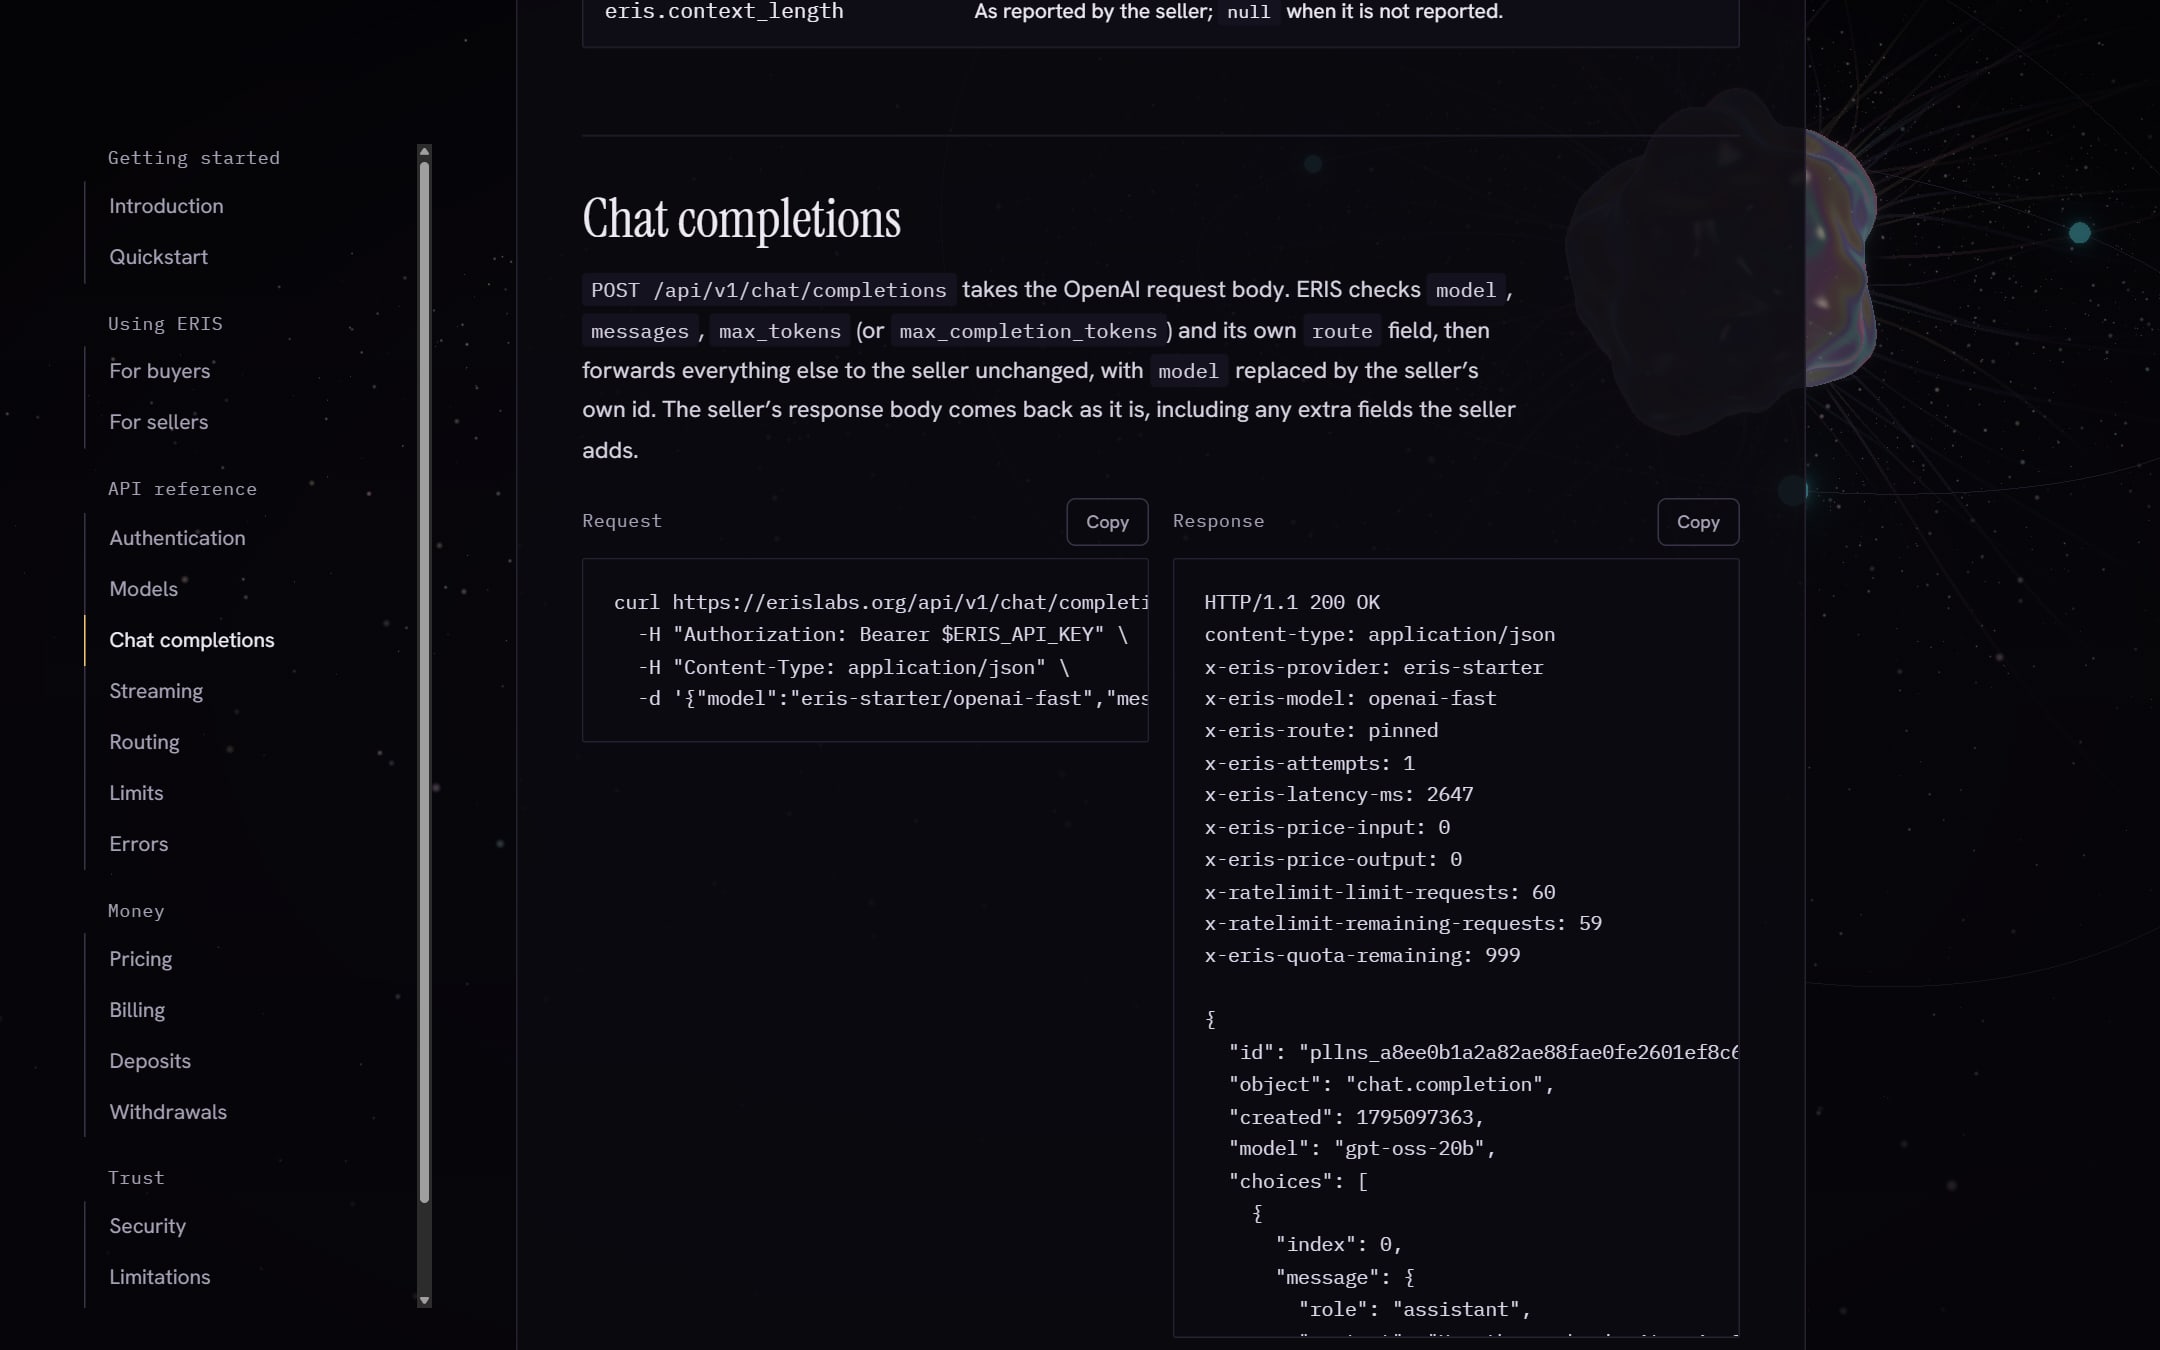 eris.context_length As reported by the seller; null when it is not reported.
Getting started
Introduction
Quickstart
Using ERIS
For buyers
For sellers
API reference
Authentication
Models
Chat completions
Streaming
Routing
Limits
Errors
Money
Pricing
Billing
Deposits
Withdrawals
Trust
Security
Limitations
Chat completions
POST /api/v1/chat/completions takes the OpenAI request body. ERIS checks model ,
messages , max_tokens (or max_completion_tokens ) and its own route field, then
forwards everything else to the seller unchanged, with model replaced by the seller’s
own id. The seller’s response body comes back as it is, including any extra fields the seller
adds.
Request Copy
curl https://erislabs.org/api/v1/chat/completi
-H "Authorization: Bearer $ERIS_API_KEY" \
-H "Content-Type: application/json" \
-d '{"model":"eris-starter/openai-fast","mes
Response Copy
HTTP/1.1 200 OK
content-type: application/json
x-eris-provider: eris-starter
x-eris-model: openai-fast
x-eris-route: pinned
x-eris-attempts: 1
x-eris-latency-ms: 2647
x-eris-price-input: 0
x-eris-price-output: 0
x-ratelimit-limit-requests: 60
x-ratelimit-remaining-requests: 59
x-eris-quota-remaining: 999
{
"id": "pllns_a8ee0b1a2a82ae88fae0fe2601ef8c6
"object": "chat.completion",
"created": 1795097363,
"model": "gpt-oss-20b",
"choices": [
{
"index": 0,
"message": {
"role": "assistant",